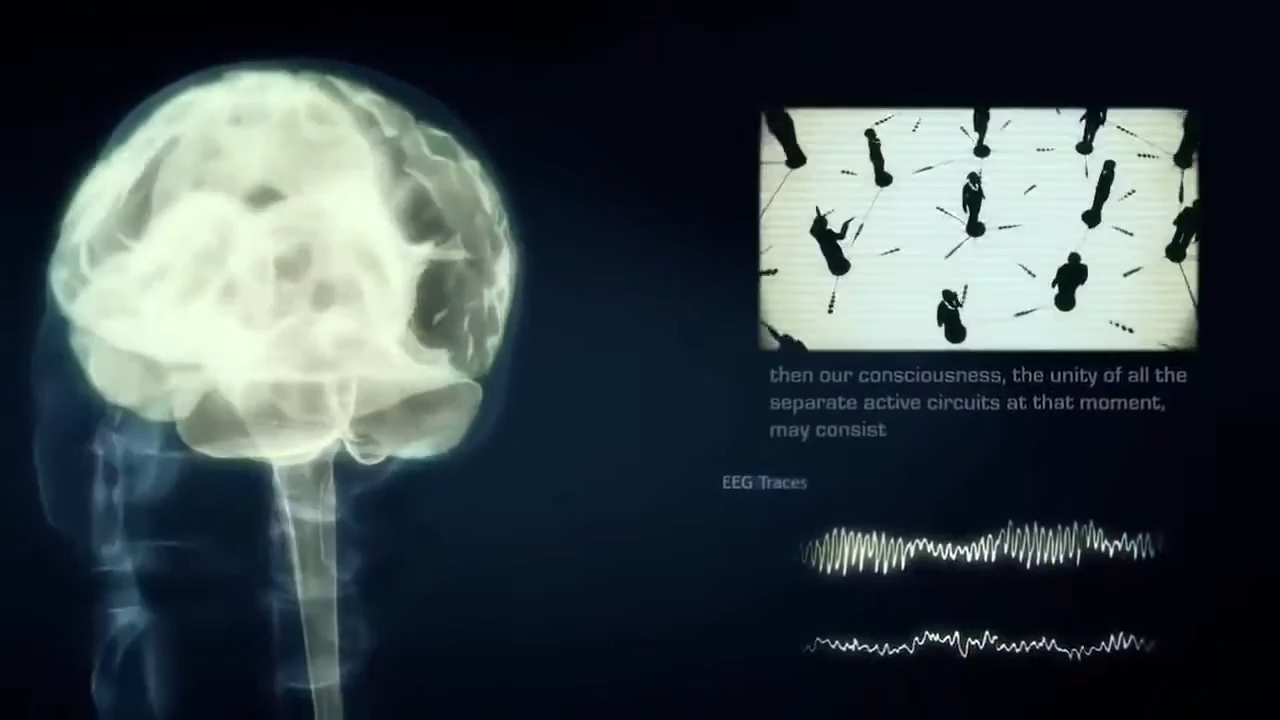 then our consciousness, the unity of all the
separate active circuits at that moment,
may consist
EEG Traces